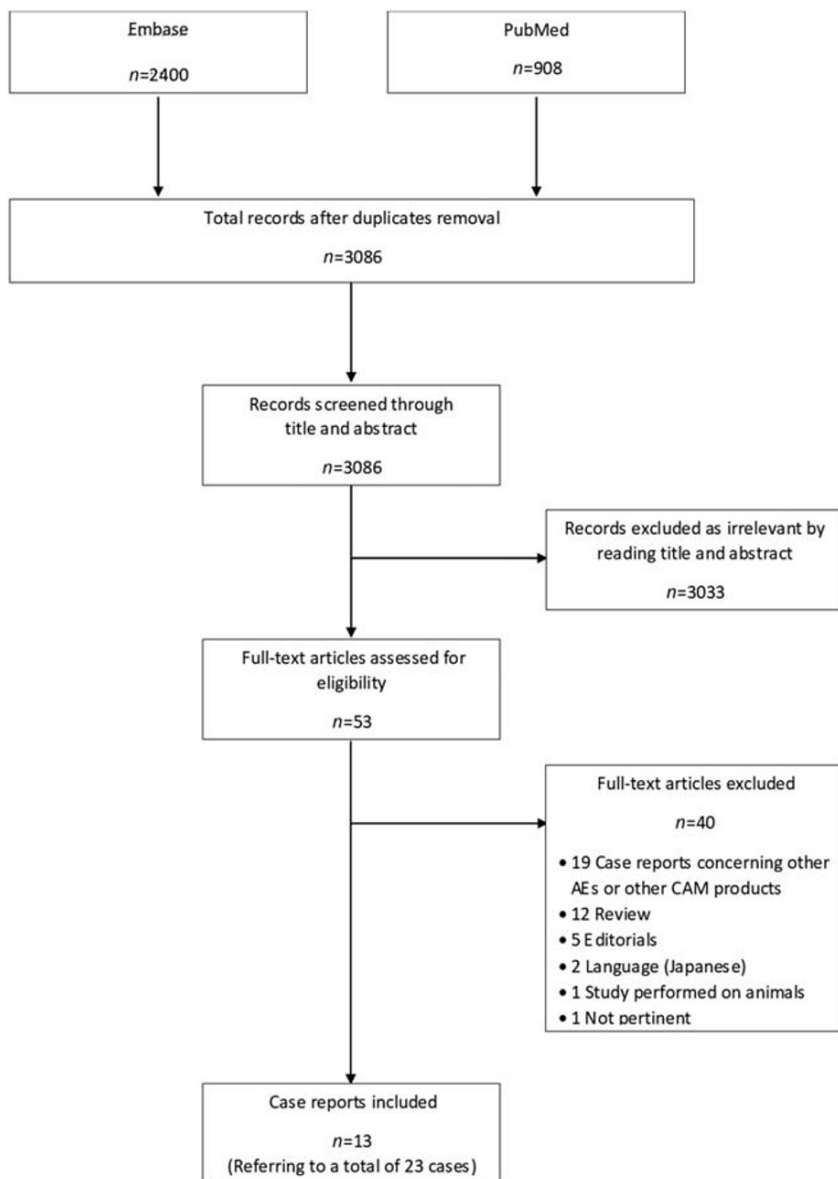 Embase
n=2400
PubMed
n=908
Total records after duplicates removal
n=3086
Records screened through
title and abstract
n=3086
Records excluded as irrelevant by
reading title and abstract
n=3033
Full-text articles assessed for
eligibility
n=53
Full-text articles excluded
n=40
• 19 Case reports concerning other
AEs or other CAM products
• 12 Review
• 5 Editorials
• 2 Language (Japanese)
• 1 Study performed on animals
• 1 Not pertinent
Case reports included
n=13
(Referring to a total of 23 cases)